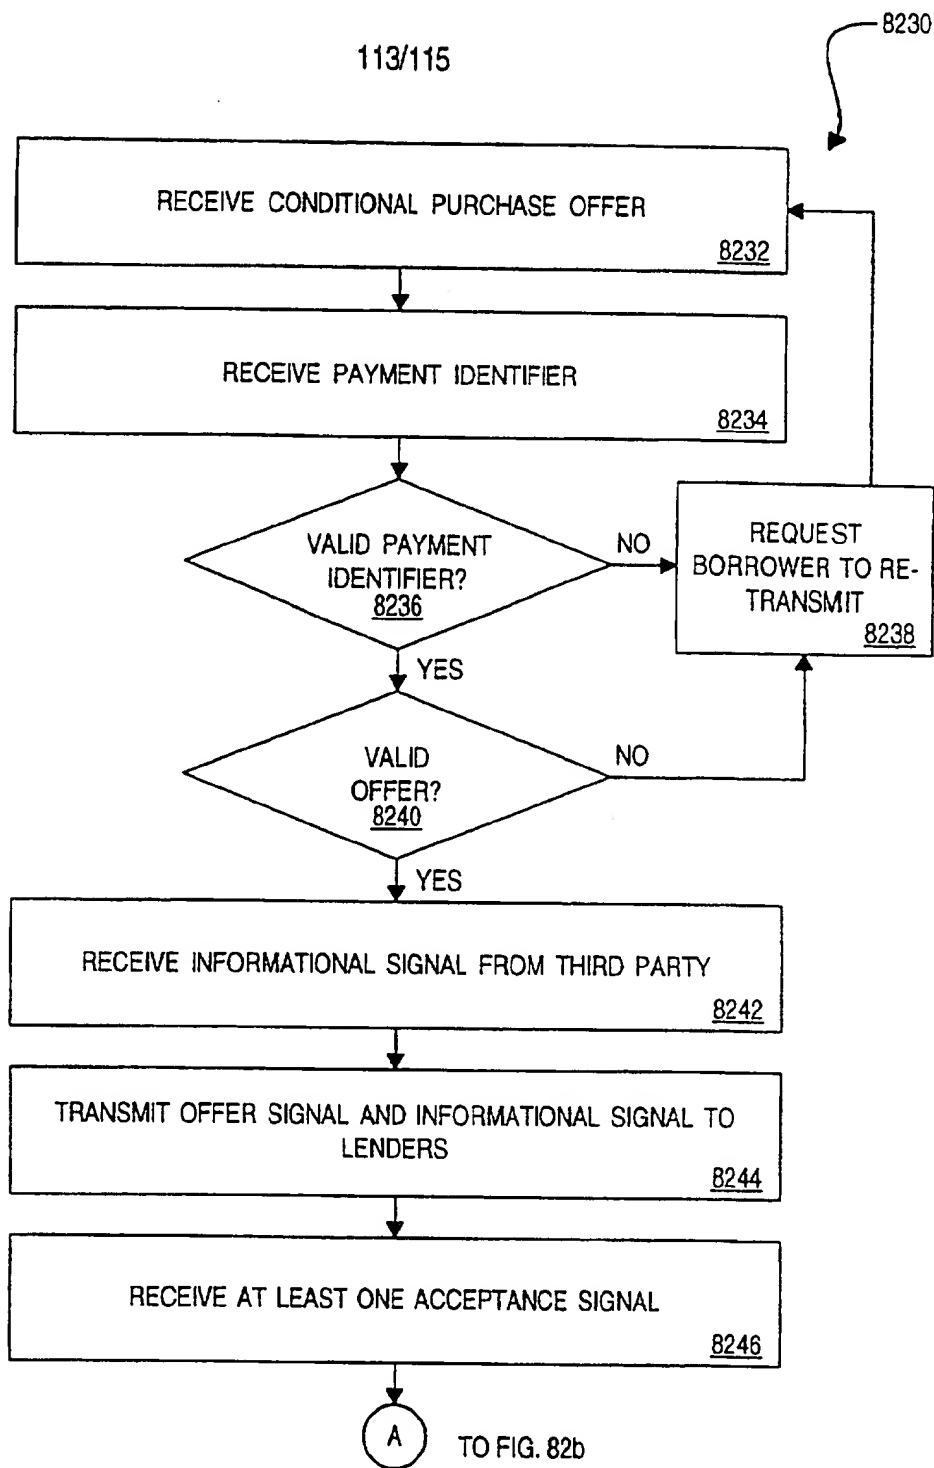 8230
113/115
RECEIVE CONDITIONAL PURCHASE OFFER
8232
RECEIVE PAYMENT IDENTIFIER
8234
VALID PAYMENT
IDENTIFIER?
8236
NO
REQUEST
BORROWER TO RE-
TRANSMIT
8238
YES
VALID
OFFER?
8240
NO
YES
RECEIVE INFORMATIONAL SIGNAL FROM THIRD PARTY
8242
TRANSMIT OFFER SIGNAL AND INFORMATIONAL SIGNAL TO
LENDERS
8244
RECEIVE AT LEAST ONE ACCEPTANCE SIGNAL
8246
A
TO FIG. 82b